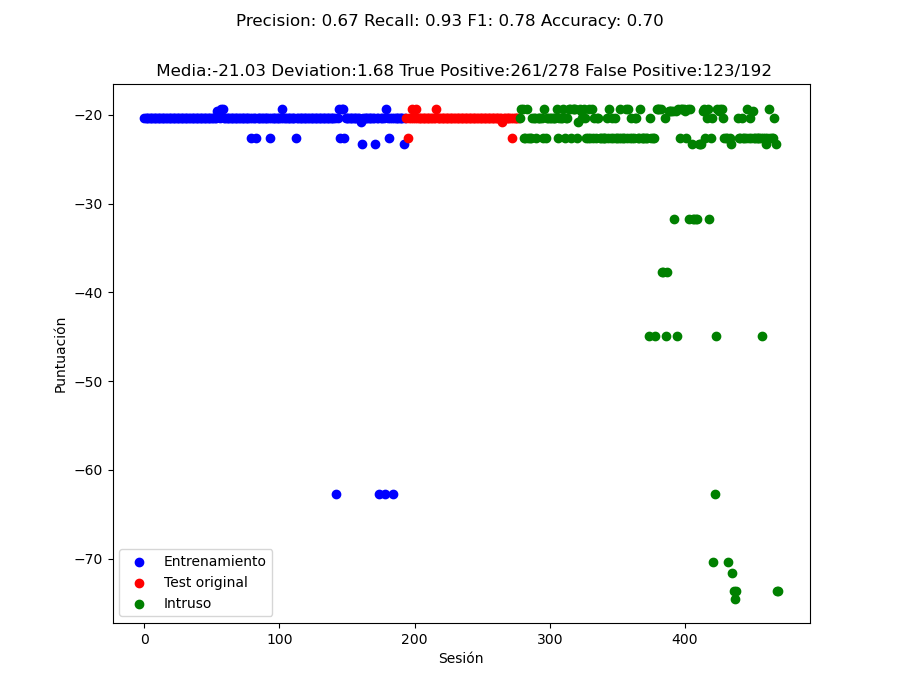 Precision: 0.67 Recall: 0.93 F1: 0.78 Accuracy: 0.70
Media:-21.03 Deviation:1.68 True Positive:261/278 False Positive:123/192
−20
−30
−40
−50
−60
−70
Puntuación
Entrenamiento
Test original
Intruso
0
100
200
300
400
Sesión